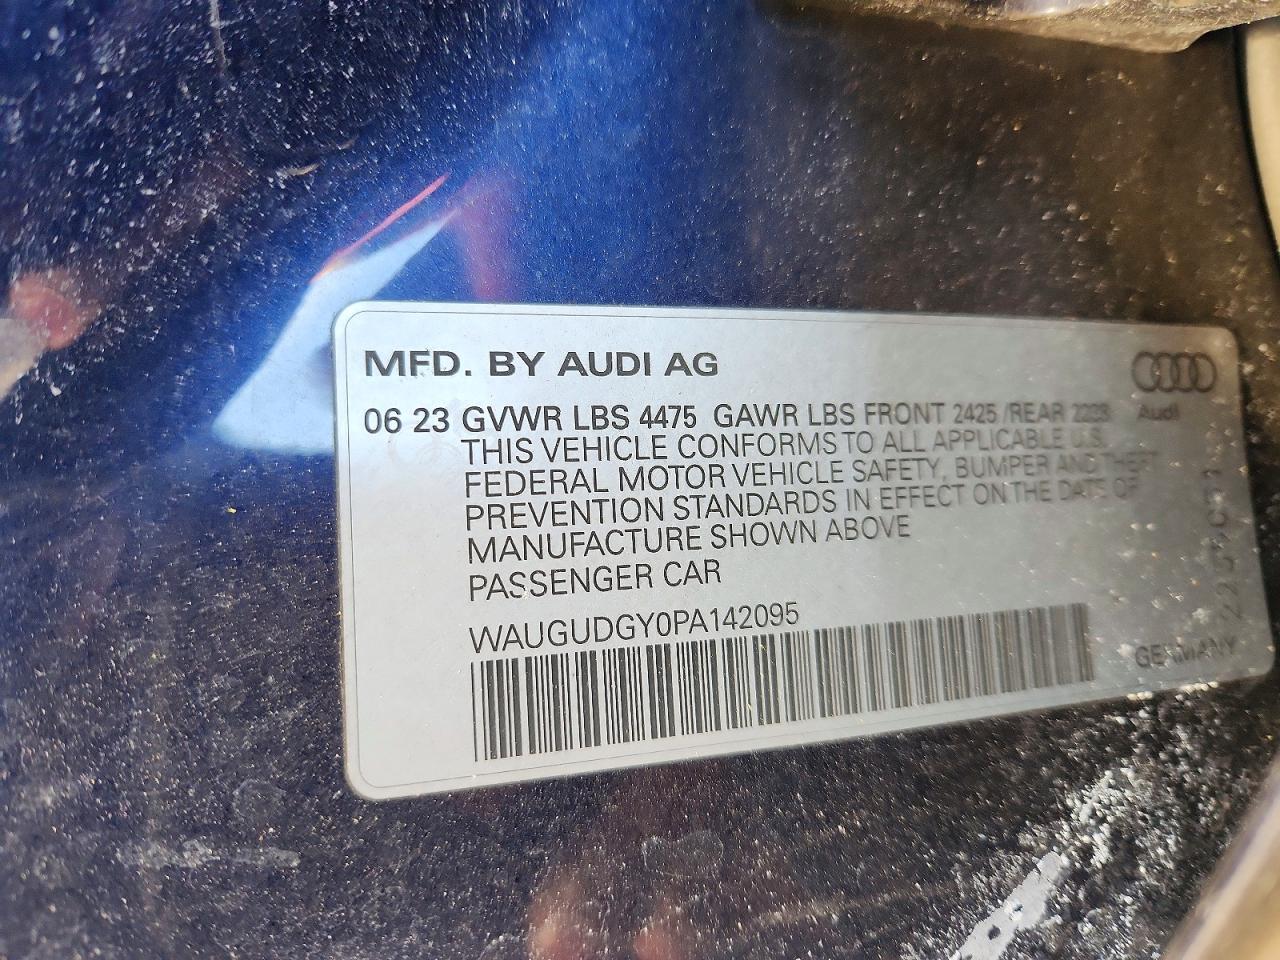 MFD. BY AUDI AG
06 23 GVWR LBS 4475 GAWR LBS FRONT 2425 /REAR
Audi
THIS VEHICLE CONFORMS TO ALL APPLICABLE U.S.
FEDERAL MOTOR VEHICLE SAFETY, BUMPER AND THEFT
PREVENTION STANDARDS IN EFFECT ON THE DATE OF
MANUFACTURE SHOWN ABOVE
PASSENGER CAR
WAUGUDGY0PA142095
GERMANY